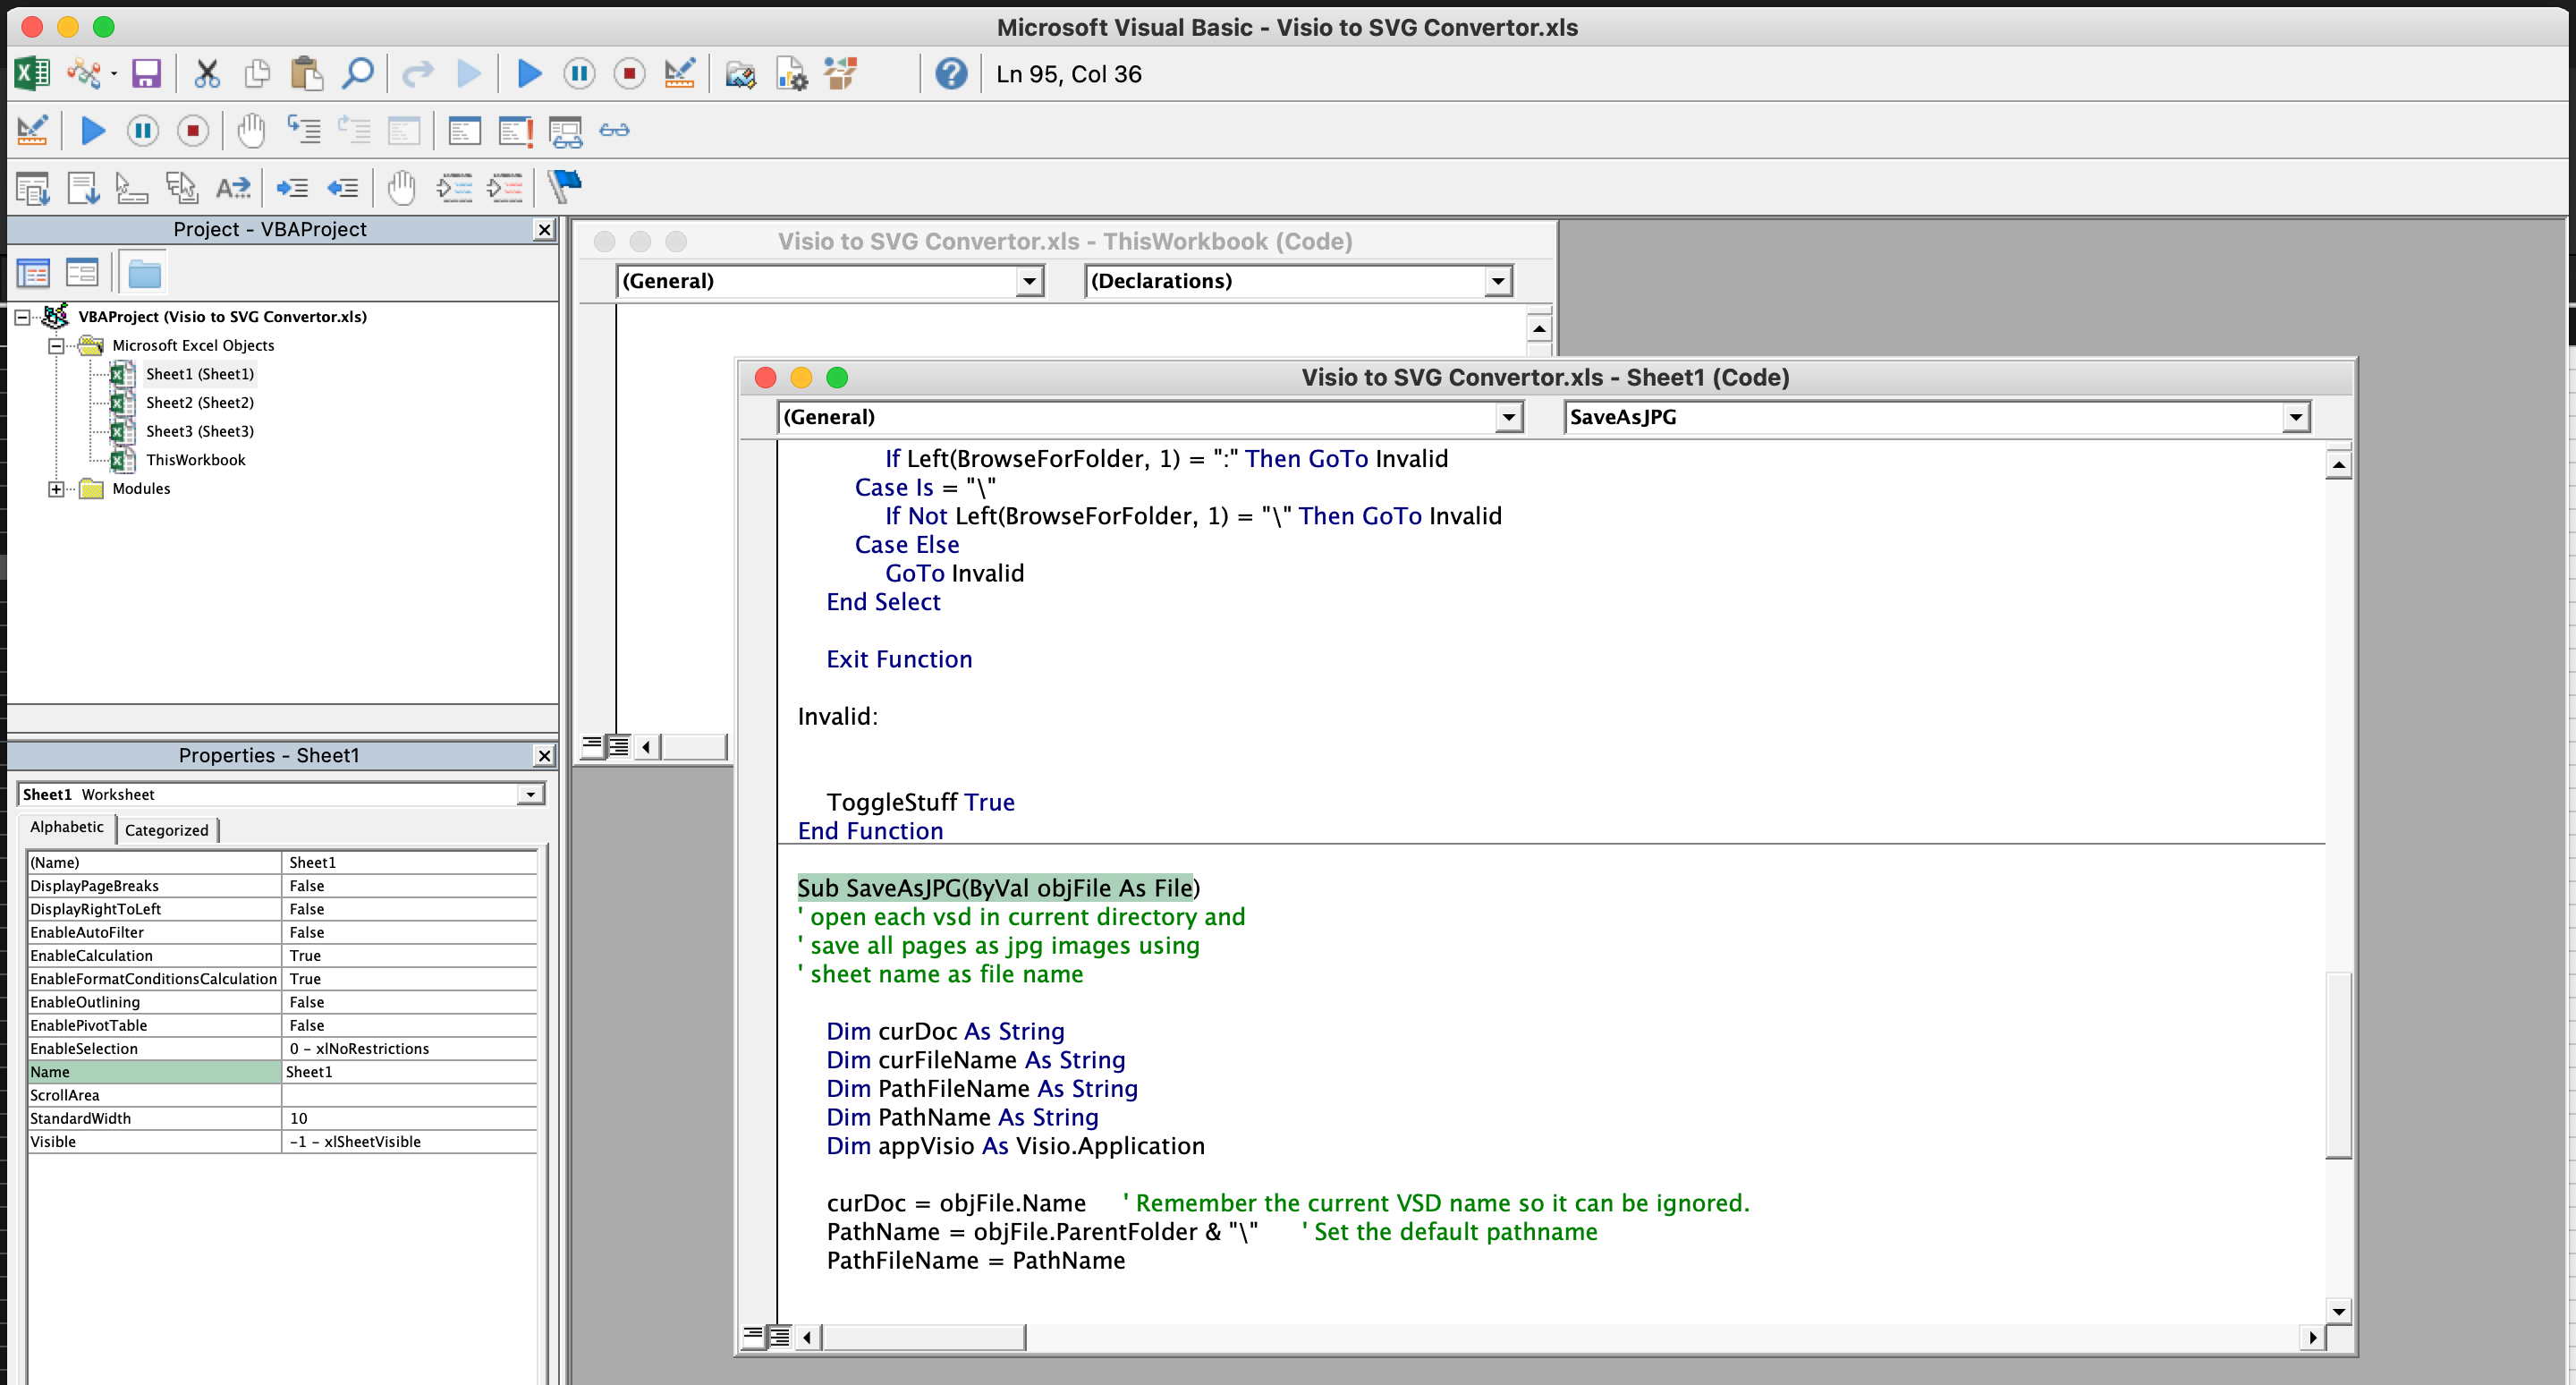 Microsoft Visual Basic - Visio to SVG Convertor.xls
Ln 95, Col 36
Project - VBAProject
VBAProject (Visio to SVG Convertor.xls)
Microsoft Excel Objects
Sheet1 (Sheet1)
Sheet2 (Sheet2)
Sheet3 (Sheet3)
ThisWorkbook
Modules
Properties - Sheet1
Sheet1 Worksheet
Alphabetic
Categorized
(Name) Sheet1
DisplayPageBreaks False
DisplayRightToLeft False
EnableAutoFilter False
EnableCalculation True
EnableFormatConditionsCalculation True
EnableOutlining False
EnablePivotTable False
EnableSelection 0 - xlNoRestrictions
Name Sheet1
ScrollArea
StandardWidth 10
Visible -1 - xlSheetVisible
Visio to SVG Convertor.xls - ThisWorkbook (Code)
(General) (Declarations)
Visio to SVG Convertor.xls - Sheet1 (Code)
(General) SaveAsJPG
If Left(BrowseForFolder, 1) = ":" Then GoTo Invalid
Case Is = "\"
If Not Left(BrowseForFolder, 1) = "\" Then GoTo Invalid
Case Else
GoTo Invalid
End Select
Exit Function
Invalid:
ToggleStuff True
End Function
Sub SaveAsJPG(ByVal objFile As File)
' open each vsd in current directory and
' save all pages as jpg images using
' sheet name as file name
Dim curDoc As String
Dim curFileName As String
Dim PathFileName As String
Dim PathName As String
Dim appVisio As Visio.Application
curDoc = objFile.Name ' Remember the current VSD name so it can be ignored.
PathName = objFile.ParentFolder & "\" ' Set the default pathname
PathFileName = PathName